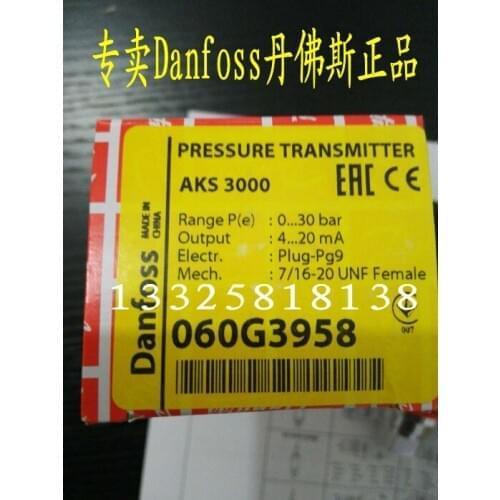 专卖Danfoss丹佛斯正品
Danfoss
MADE IN
CHINA
PRESSURE TRANSMITTER
AKS 3000
EAC CE
Range P(e) : 0...30 bar
Output : 4...20 mA
Electr. : Plug-Pg9
Mech. : 7/16-20 UNF Female
13325818138
060G3958